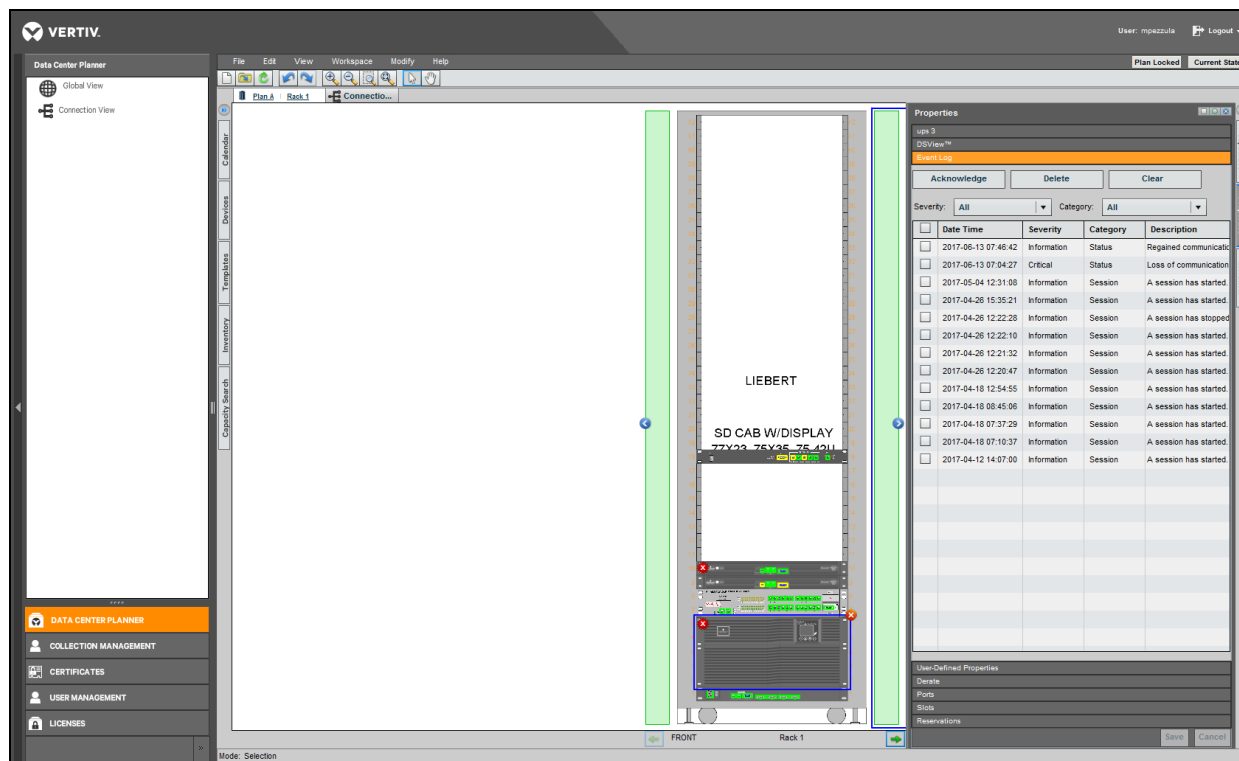 VERTIV.
User: mpezzula
Logout
Data Center Planner
Global View
Connection View
DATA CENTER PLANNER
COLLECTION MANAGEMENT
CERTIFICATES
USER MANAGEMENT
LICENSES
»
File Edit View Workspace Modify Help
Plan Locked Current State
Plan A Rack 1 Connectio...
Calendar
Devices
Templates
Inventory
Capacity Search
LIEBERT
SD CAB W/DISPLAY
77X23 75X35 75 42U
FRONT Rack 1
Mode: Selection
Properties
ups 3
DSView™
Event Log
Acknowledge Delete Clear
Severity: All Category: All
Date Time Severity Category Description
2017-06-13 07:46:42 Information Status Regained communicatio
2017-06-13 07:04:27 Critical Status Loss of communication
2017-05-04 12:31:08 Information Session A session has started.
2017-04-26 15:35:21 Information Session A session has started.
2017-04-26 12:22:28 Information Session A session has stopped
2017-04-26 12:22:10 Information Session A session has started.
2017-04-26 12:21:32 Information Session A session has started.
2017-04-26 12:20:47 Information Session A session has started.
2017-04-18 12:54:55 Information Session A session has started.
2017-04-18 08:45:06 Information Session A session has started.
2017-04-18 07:37:29 Information Session A session has started.
2017-04-18 07:10:37 Information Session A session has started.
2017-04-12 14:07:00 Information Session A session has started.
User-Defined Properties
Derate
Ports
Slots
Reservations
Save Cancel